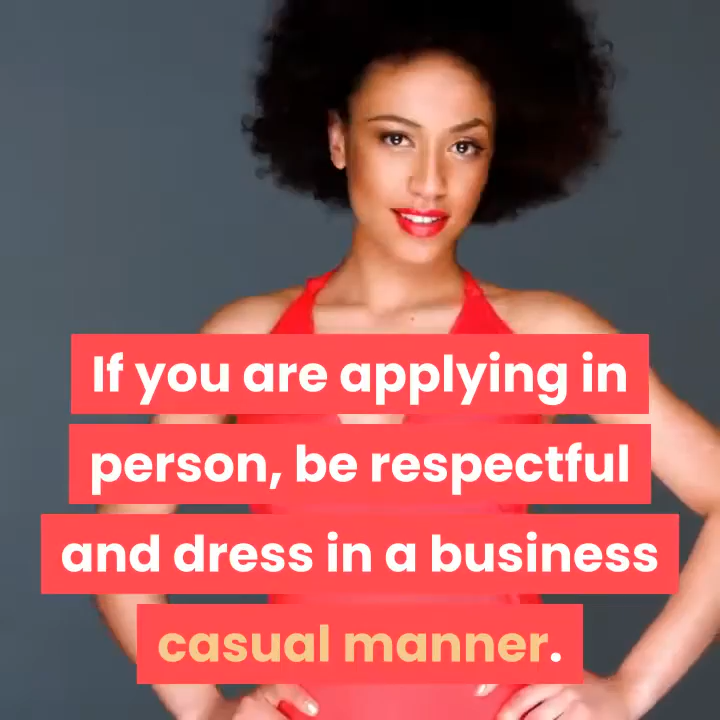 If you are applying in
person, be respectful
and dress in a business
casual manner.